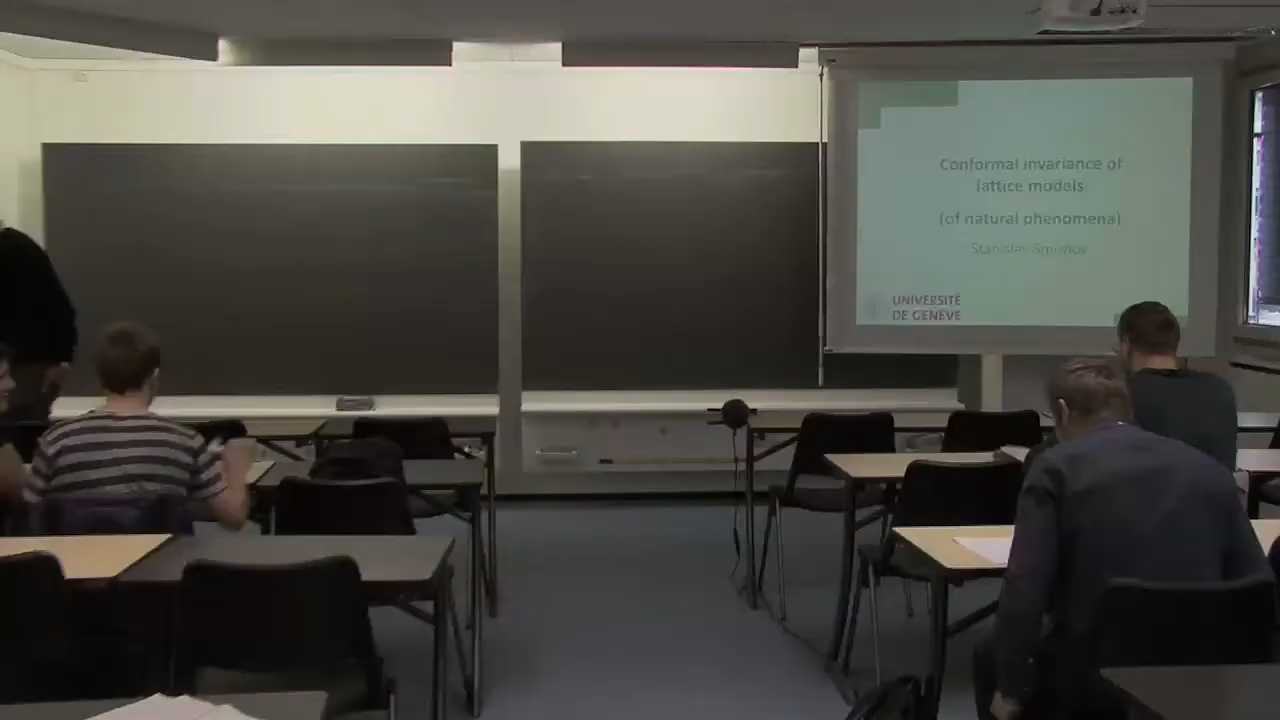 Conformal invariance of
lattice models
(of natural phenomena)
Stanislav Smirnov
UNIVERSITÉ
DE GENÈVE